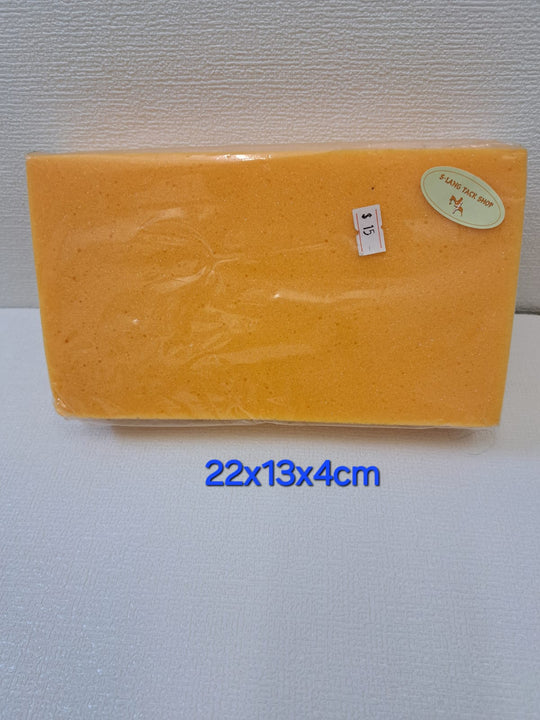 S-LANG TACK SHOP
$ 15
22x13x4cm